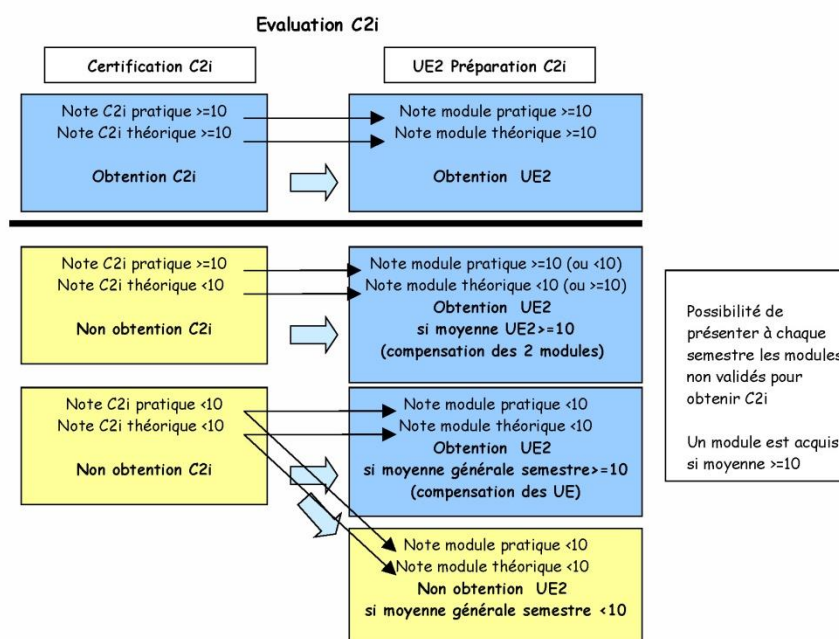 Evaluation C2i
Certification C2i
UE2 Préparation C2i
Note C2i pratique >=10
Note C2i théorique >=10
Obtention C2i
Note module pratique >=10
Note module théorique >=10
Obtention UE2
Note C2i pratique >=10
Note C2i théorique <10
Non obtention C2i
Note module pratique >=10 (ou <10)
Note module théorique <10 (ou >=10)
Obtention UE2
si moyenne UE2>=10
(compensation des 2 modules)
Note C2i pratique <10
Note C2i théorique <10
Non obtention C2i
Note module pratique <10
Note module théorique <10
Obtention UE2
si moyenne générale semestre>=10
(compensation des UE)
Note module pratique <10
Note module théorique <10
Non obtention UE2
si moyenne générale semestre <10
Possibilité de
présenter à chaque
semestre les modules
non validés pour
obtenir C2i
Un module est acquis
si moyenne >=10